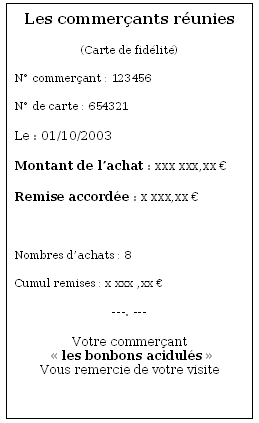 Les commerçants réunies
(Carte de fidélité)
N° commerçant : 123456
N° de carte : 654321
Le : 01/10/2003
Montant de l'achat : xxx xxx,xx €
Remise accordée : x xxx,xx €
Nombres d'achats : 8
Cumul remises : x xxx ,xx €
---. ---
Votre commerçant
« les bonbons acidulés »
Vous remercie de votre visite